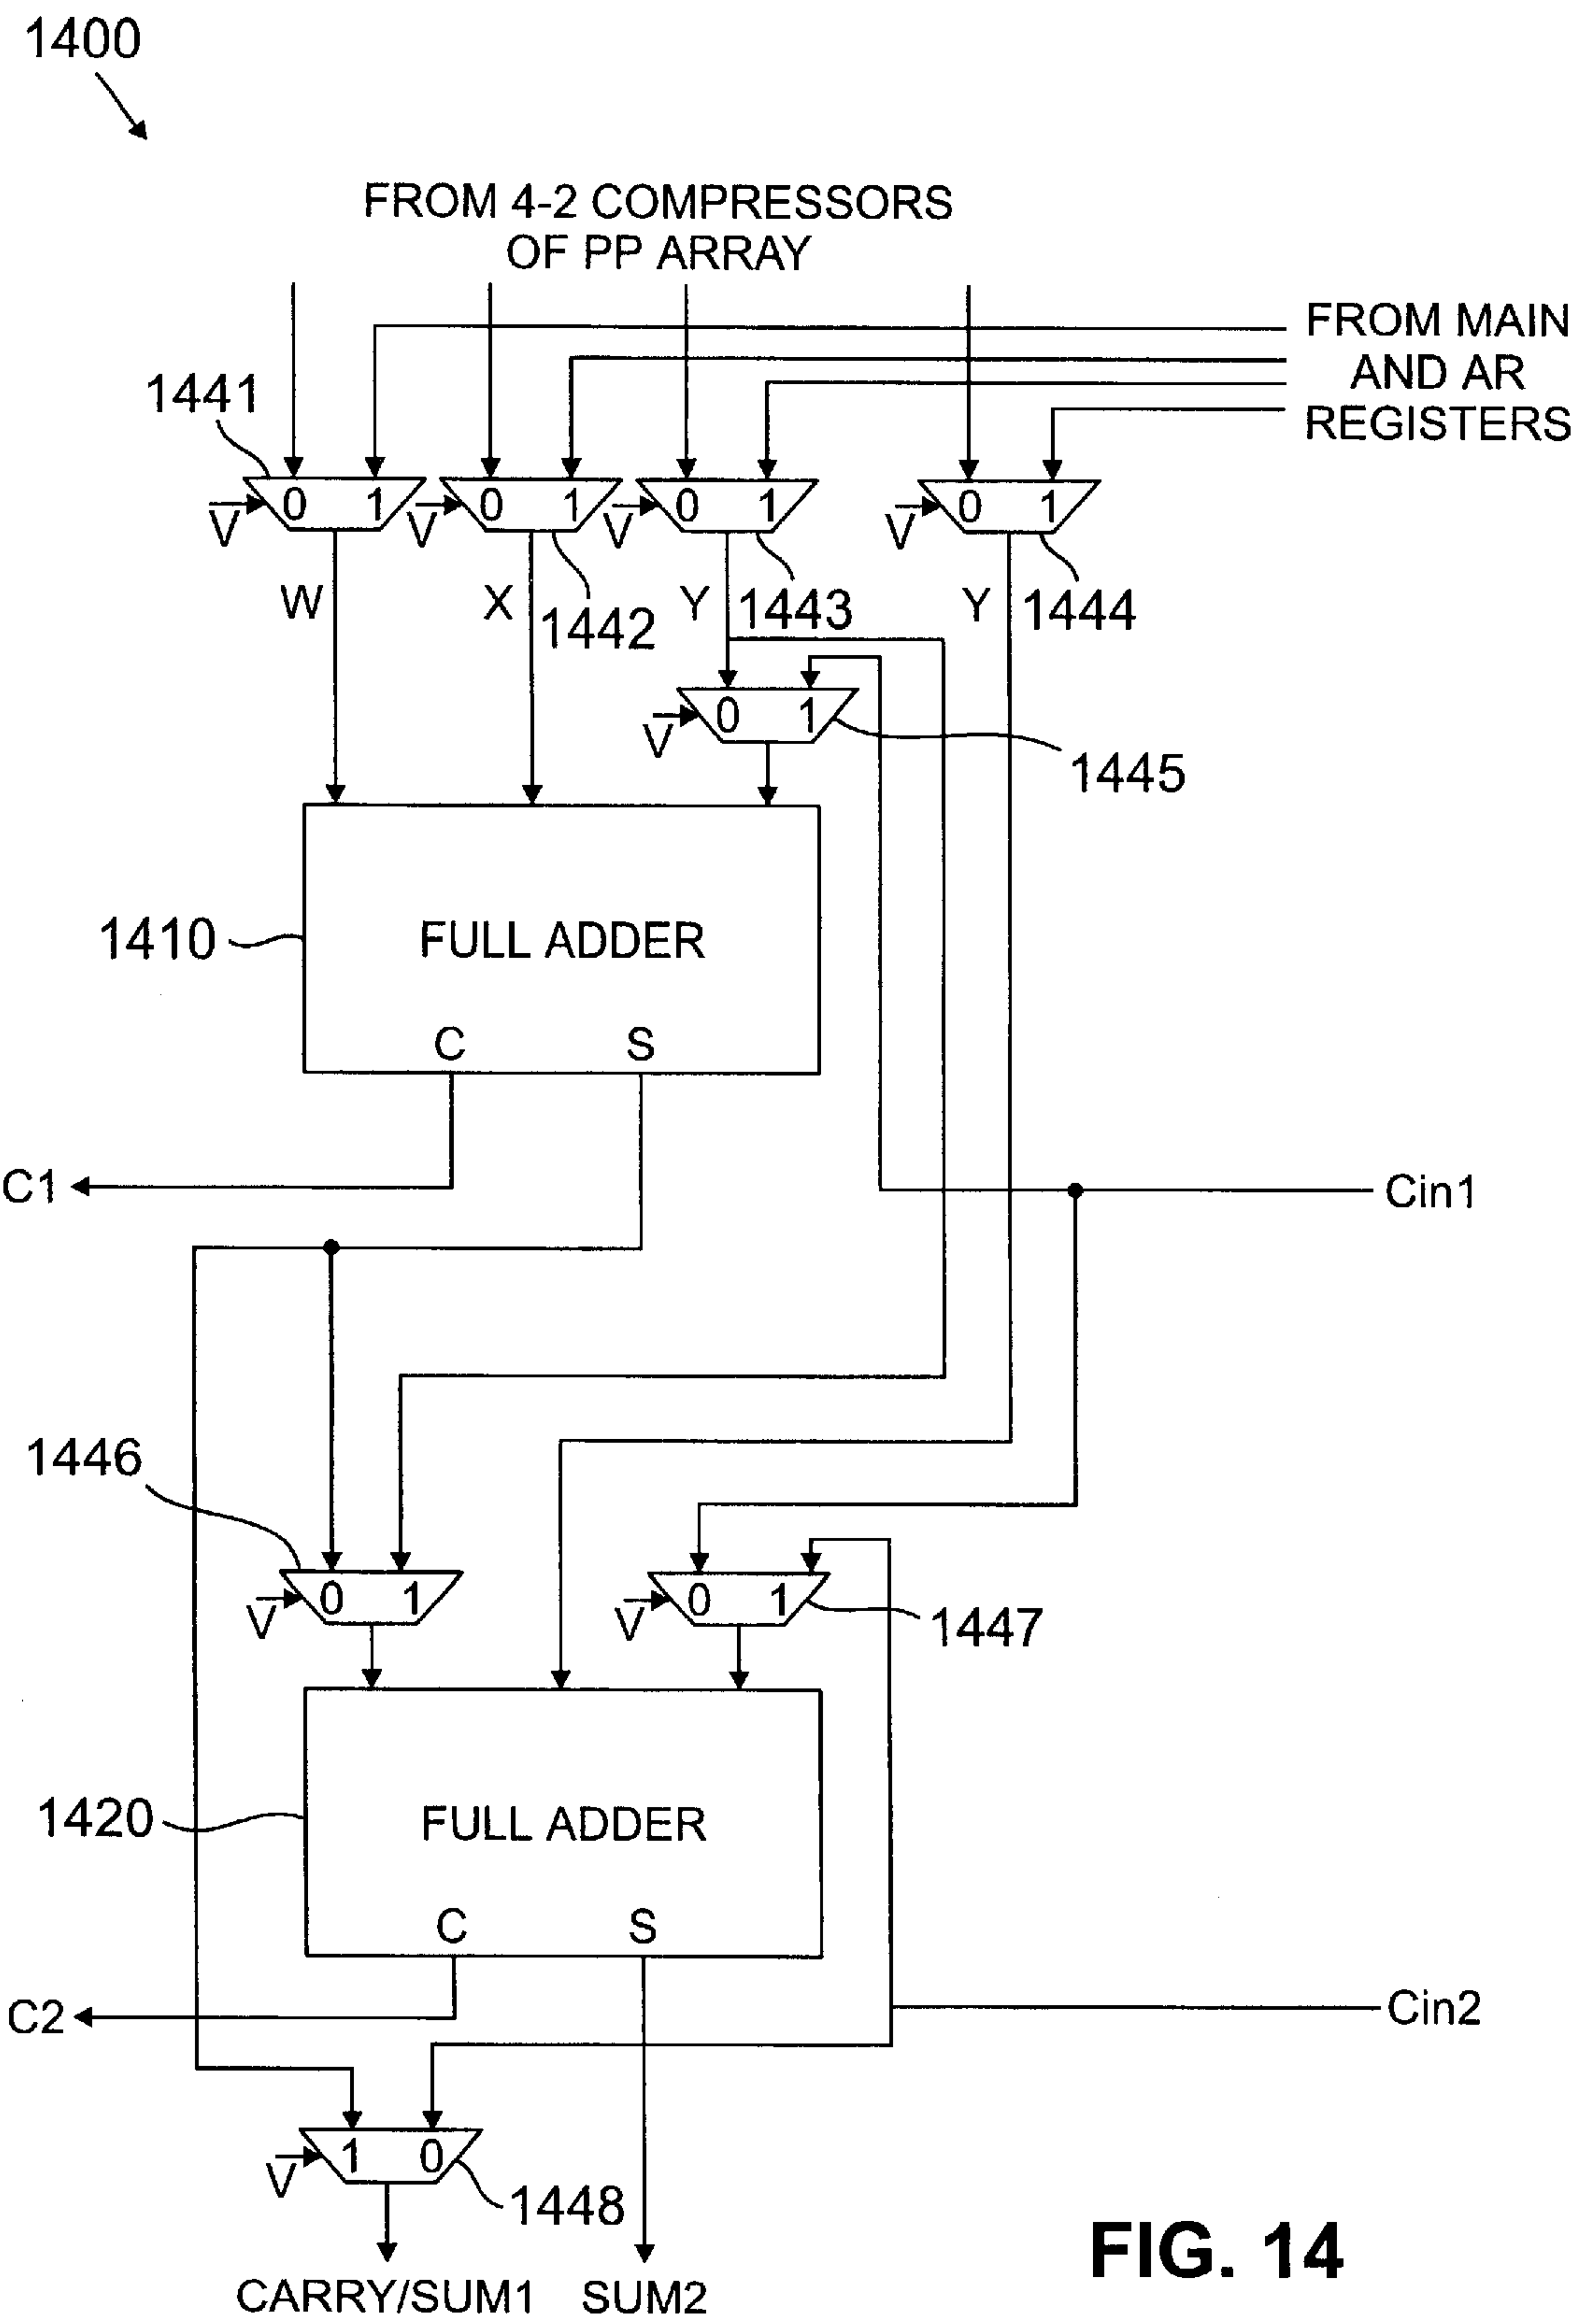 1400
FROM 4-2 COMPRESSORS
OF PP ARRAY
FROM MAIN
AND AR
REGISTERS
1441
V 0 1
V 0 1
V 0 1
V 0 1
W
X
1442
Y
1443
Y
1444
V 0 1
1445
1410
FULL ADDER
C S
C1
Cin1
1446
V 0 1
V 0 1
1447
1420
FULL ADDER
C S
C2
Cin2
V 1 0
1448
CARRY/SUM1 SUM2
FIG. 14